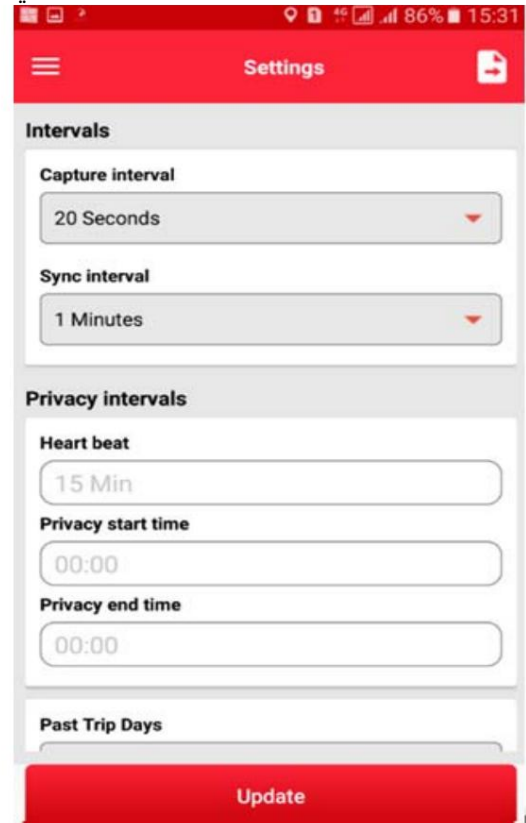 86% 15:31
Settings
Intervals
Capture interval
20 Seconds
Sync interval
1 Minutes
Privacy intervals
Heart beat
15 Min
Privacy start time
00:00
Privacy end time
00:00
Past Trip Days
Update